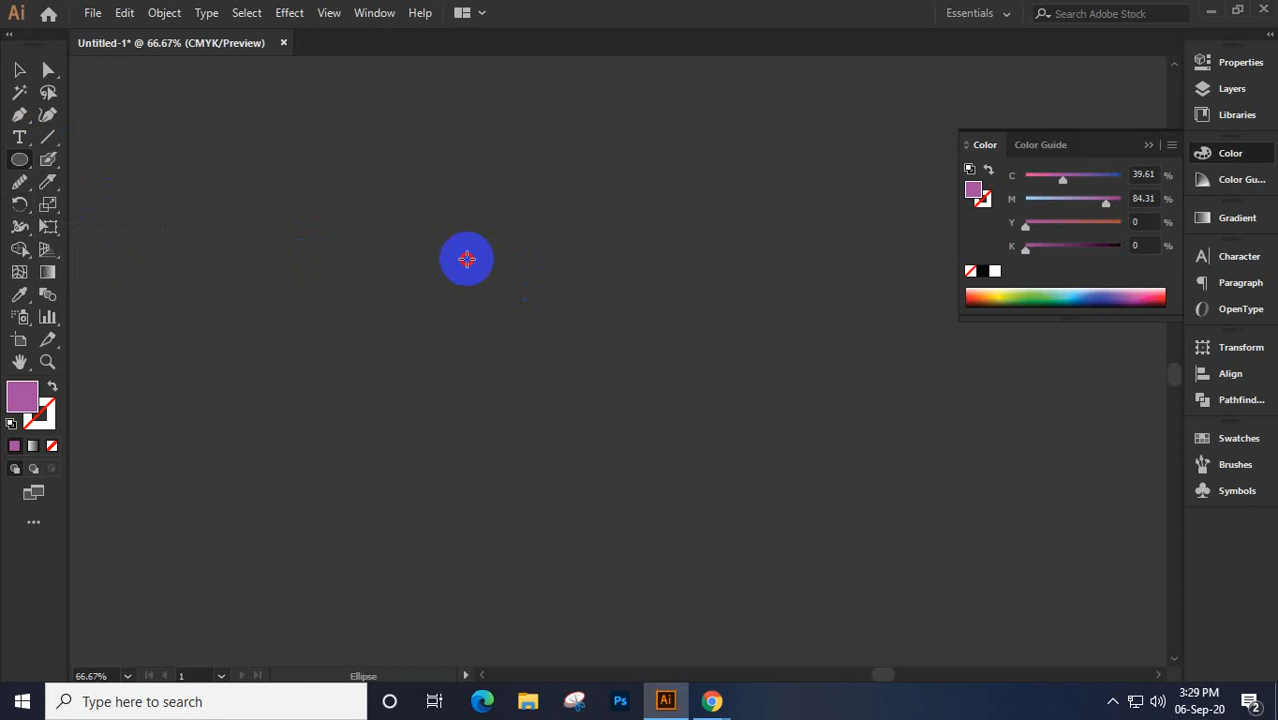 Ai File Edit Object Type Select Effect View Window Help Essentials Search Adobe Stock
Untitled-1* @ 66.67% (CMYK/Preview)
Properties
Layers
Libraries
Color Color Guide
C 39.61 %
M 84.31 %
Y 0 %
K 0 %
Color
Color Gu...
Gradient
Character
Paragraph
OpenType
Transform
Align
Pathfind...
Swatches
Brushes
Symbols
66.67% 1 Ellipse
Type here to search
Ps
Ai
3:29 PM
06-Sep-20
2